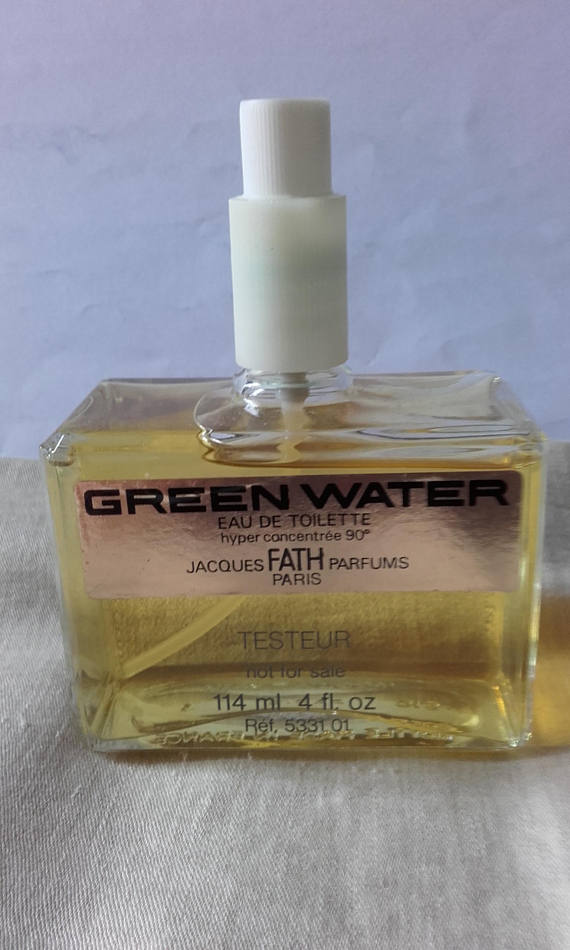 GREEN WATER
EAU DE TOILETTE
hyper concentrée 90°
JACQUES FATH PARFUMS
PARIS
TESTEUR
not for sale
114 ml 4 fl. oz
Réf. 5331 01